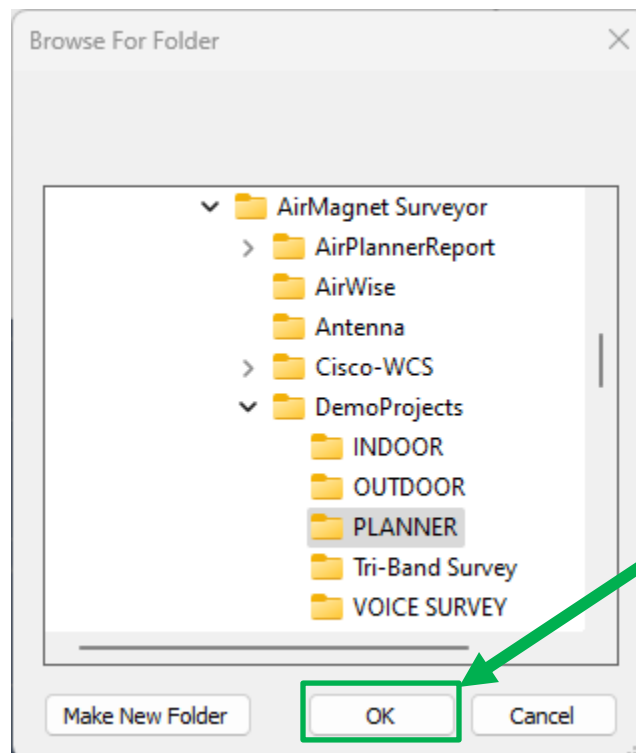 Browse For Folder
AirMagnet Surveyor
AirPlannerReport
AirWise
Antenna
Cisco-WCS
DemoProjects
INDOOR
OUTDOOR
PLANNER
Tri-Band Survey
VOICE SURVEY
Make New Folder
OK
Cancel